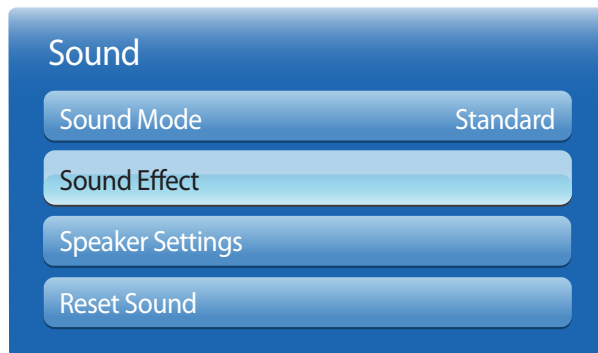 Sound
Sound Mode Standard
Sound Effect
Speaker Settings
Reset Sound